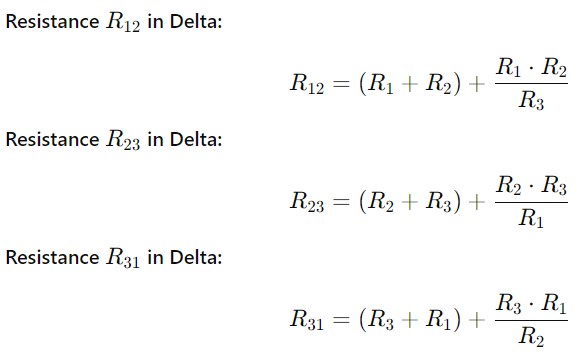 Resistance R₁₂ in Delta:
R₁₂ = (R₁ + R₂) + (R₁ · R₂)/R₃
Resistance R₂₃ in Delta:
R₂₃ = (R₂ + R₃) + (R₂ · R₃)/R₁
Resistance R₃₁ in Delta:
R₃₁ = (R₃ + R₁) + (R₃ · R₁)/R₂